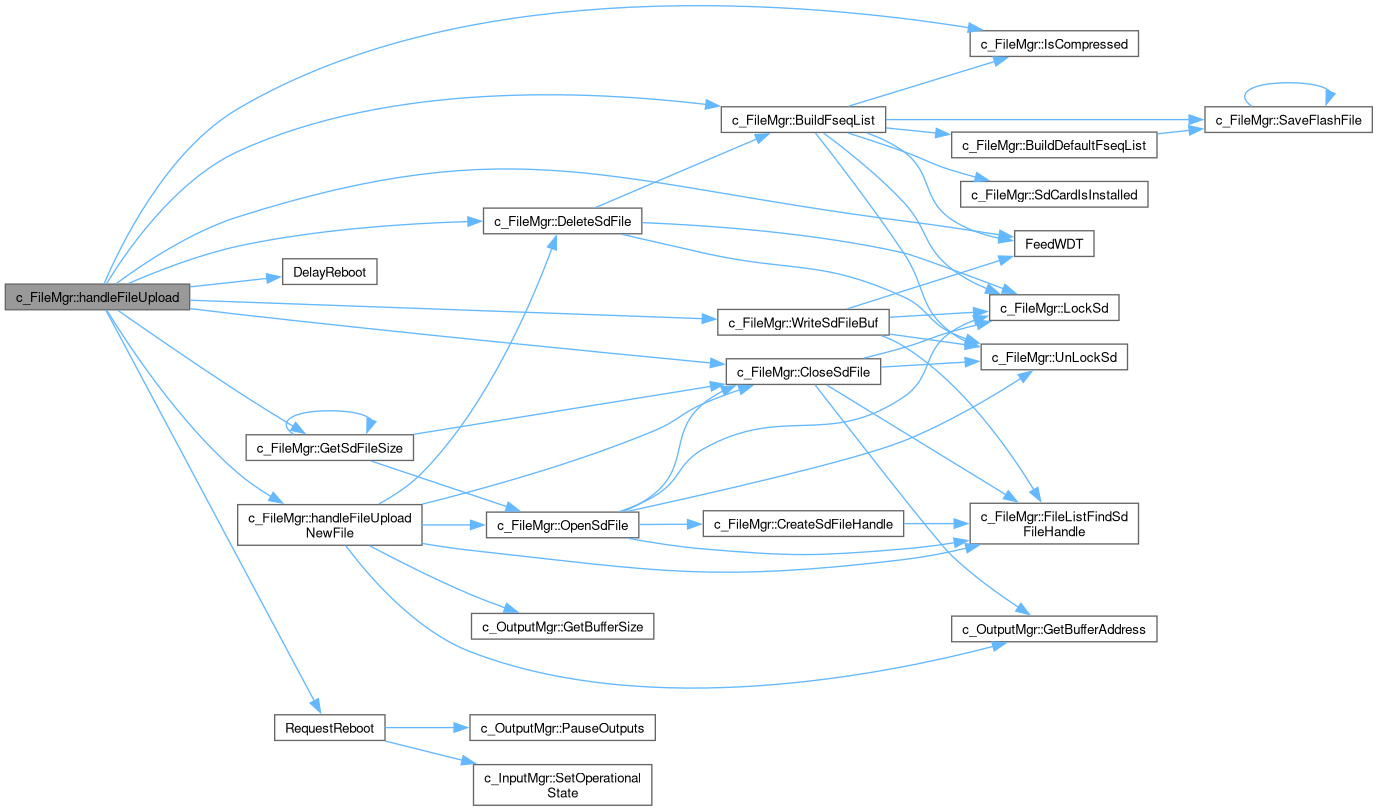 c_FileMgr::IsCompressed
c_FileMgr::BuildFseqList
c_FileMgr::SaveFlashFile
c_FileMgr::BuildDefaultFseqList
c_FileMgr::SdCardIsInstalled
c_FileMgr::DeleteSdFile
FeedWDT
DelayReboot
c_FileMgr::handleFileUpload
c_FileMgr::LockSd
c_FileMgr::WriteSdFileBuf
c_FileMgr::UnLockSd
c_FileMgr::CloseSdFile
c_FileMgr::GetSdFileSize
c_FileMgr::handleFileUpload
NewFile
c_FileMgr::OpenSdFile
c_FileMgr::CreateSdFileHandle
c_FileMgr::FileListFindSd
FileHandle
c_OutputMgr::GetBufferSize
c_OutputMgr::GetBufferAddress
RequestReboot
c_OutputMgr::PauseOutputs
c_InputMgr::SetOperational
State